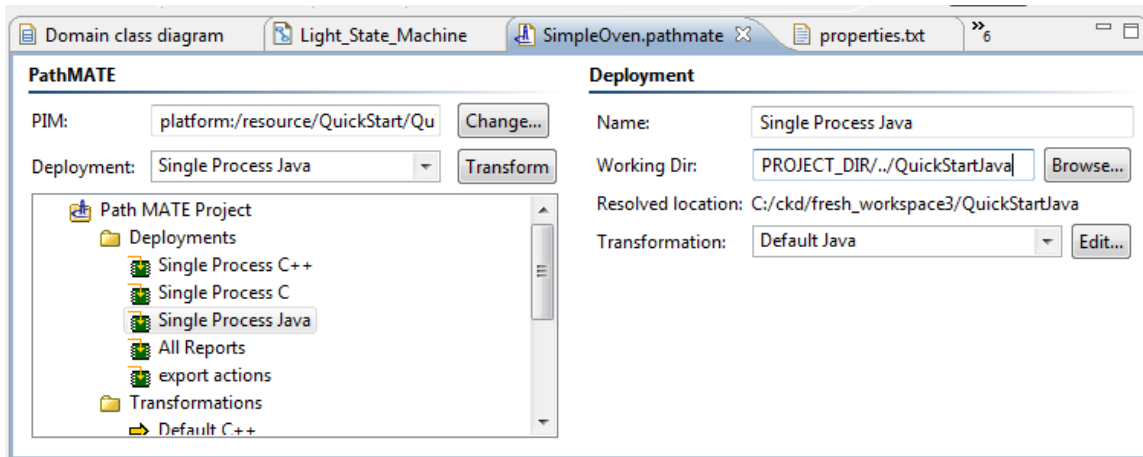 Domain class diagram
Light_State_Machine
SimpleOven.pathmate
properties.txt
»6
PathMATE
PIM: platform:/resource/QuickStart/Qu Change...
Deployment: Single Process Java Transform
Path MATE Project
Deployments
Single Process C++
Single Process C
Single Process Java
All Reports
export actions
Transformations
Default C++
Deployment
Name: Single Process Java
Working Dir: PROJECT_DIR/../QuickStartJava Browse...
Resolved location: C:/ckd/fresh_workspace3/QuickStartJava
Transformation: Default Java Edit...